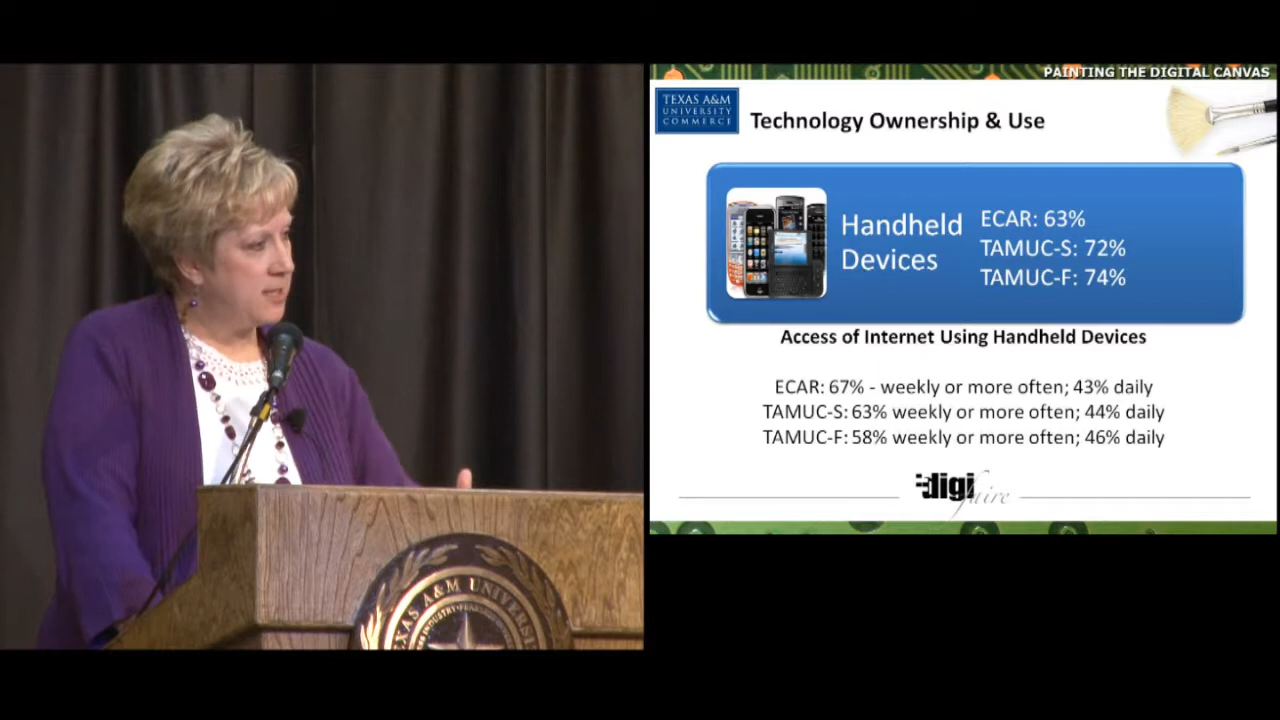 PAINTING THE DIGITAL CANVAS
TEXAS A&M
UNIVERSITY
COMMERCE
Technology Ownership & Use
Handheld
Devices
ECAR: 63%
TAMUC-S: 72%
TAMUC-F: 74%
Access of Internet Using Handheld Devices
ECAR: 67% - weekly or more often; 43% daily
TAMUC-S: 63% weekly or more often; 44% daily
TAMUC-F: 58% weekly or more often; 46% daily
digi
faire
TEXAS A&M UNIVERSI